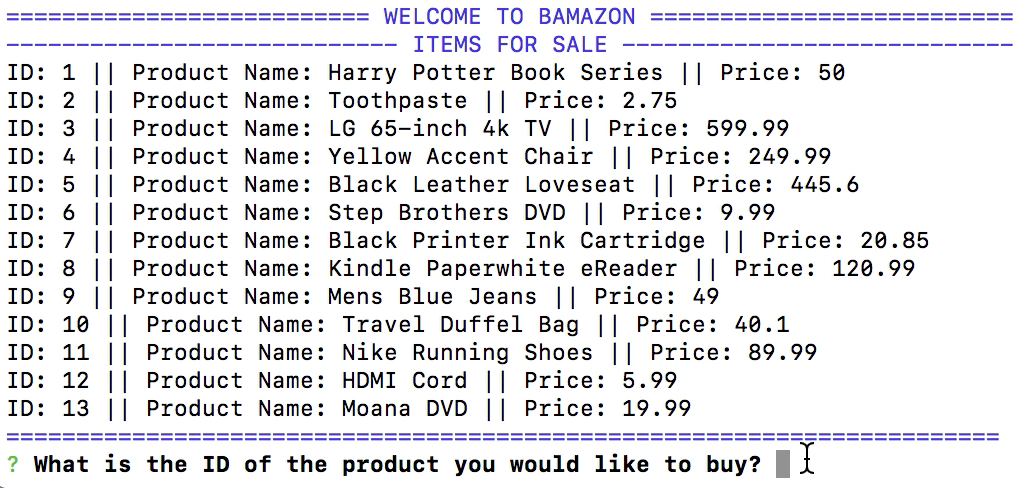 ========================== WELCOME TO BAMAZON ==========================
---------------------------- ITEMS FOR SALE ----------------------------
ID: 1 || Product Name: Harry Potter Book Series || Price: 50
ID: 2 || Product Name: Toothpaste || Price: 2.75
ID: 3 || Product Name: LG 65-inch 4k TV || Price: 599.99
ID: 4 || Product Name: Yellow Accent Chair || Price: 249.99
ID: 5 || Product Name: Black Leather Loveseat || Price: 445.6
ID: 6 || Product Name: Step Brothers DVD || Price: 9.99
ID: 7 || Product Name: Black Printer Ink Cartridge || Price: 20.85
ID: 8 || Product Name: Kindle Paperwhite eReader || Price: 120.99
ID: 9 || Product Name: Mens Blue Jeans || Price: 49
ID: 10 || Product Name: Travel Duffel Bag || Price: 40.1
ID: 11 || Product Name: Nike Running Shoes || Price: 89.99
ID: 12 || Product Name: HDMI Cord || Price: 5.99
ID: 13 || Product Name: Moana DVD || Price: 19.99
=======================================================================
? What is the ID of the product you would like to buy?